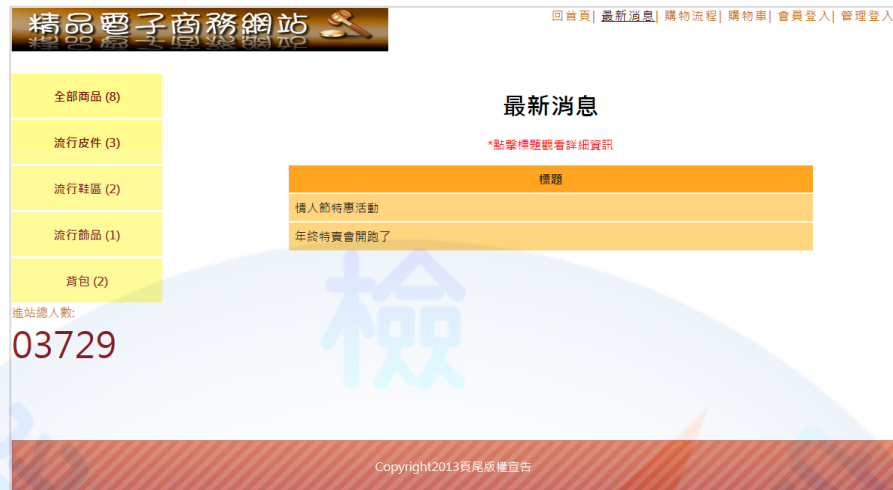 精品電子商務網站
回首頁| 最新消息| 購物流程| 購物車| 會員登入| 管理登入
全部商品 (8)
流行皮件 (3)
流行鞋區 (2)
流行飾品 (1)
背包 (2)
進站總人數:
03729
最新消息
*點擊標題觀看詳細資訊
標題
情人節特惠活動
年終特賣會開跑了
檢
Copyright2013頁尾版權宣告